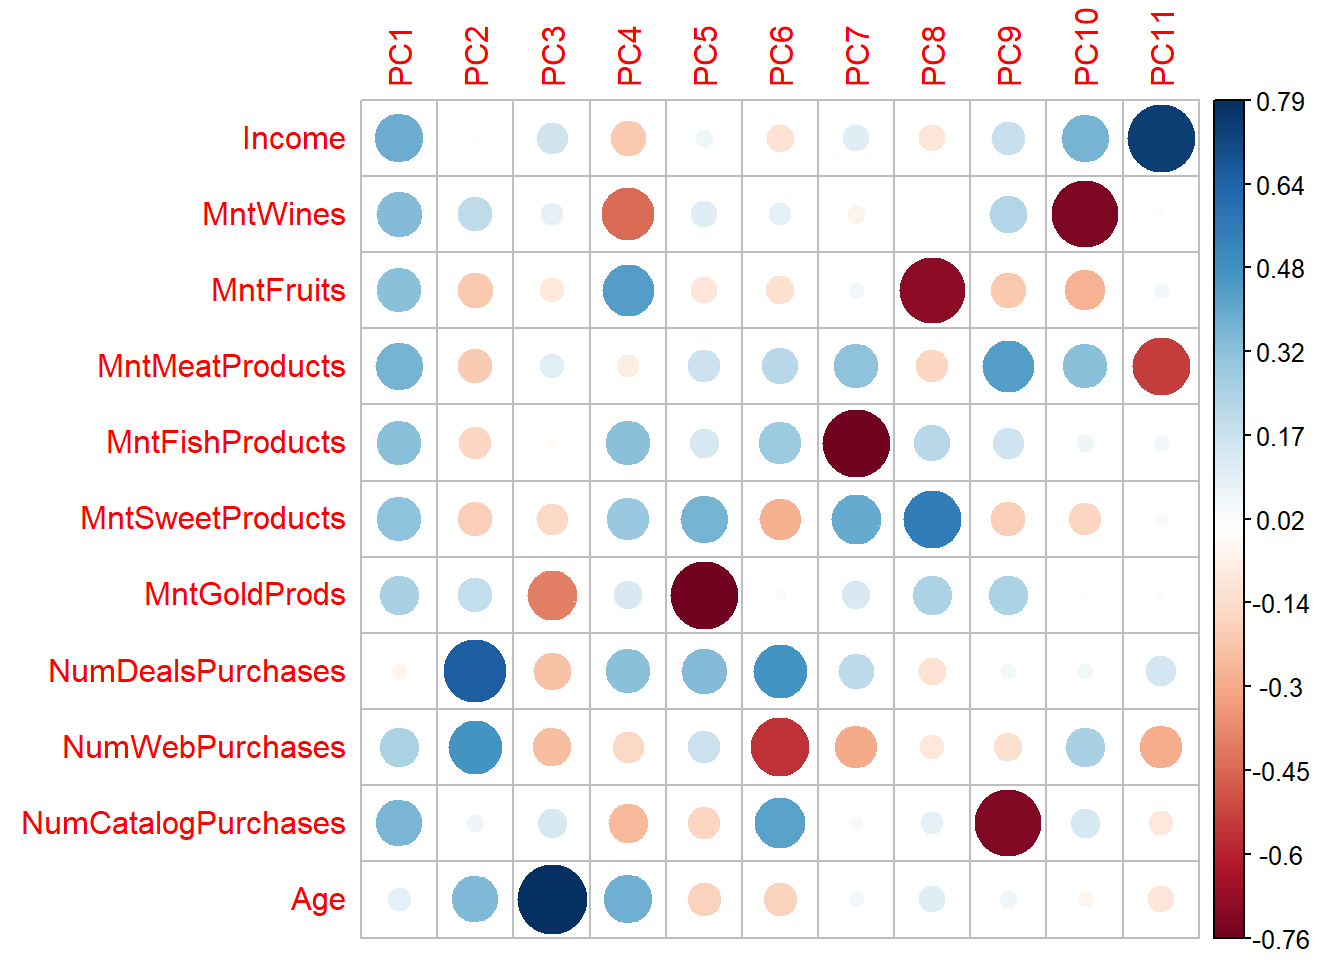 PC1 PC2 PC3 PC4 PC5 PC6 PC7 PC8 PC9 PC10 PC11
Income
MntWines
MntFruits
MntMeatProducts
MntFishProducts
MntSweetProducts
MntGoldProds
NumDealsPurchases
NumWebPurchases
NumCatalogPurchases
Age
0.79
0.64
0.48
0.32
0.17
0.02
-0.14
-0.3
-0.45
-0.6
-0.76